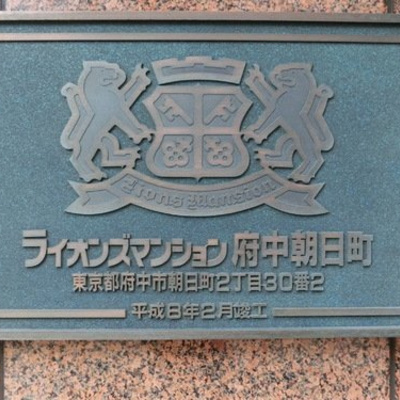 Lions Mansion
ライオンズマンション府中朝日町
東京都府中市朝日町2丁目30番2
平成8年2月竣工